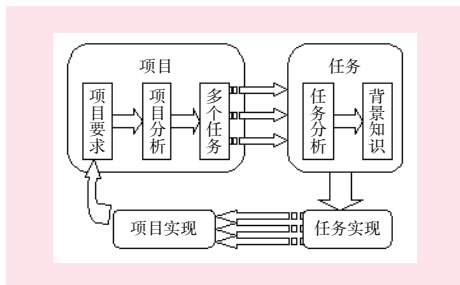 项目
项目要求
项目分析
多个任务
任务
任务分析
背景知识
项目实现
任务实现